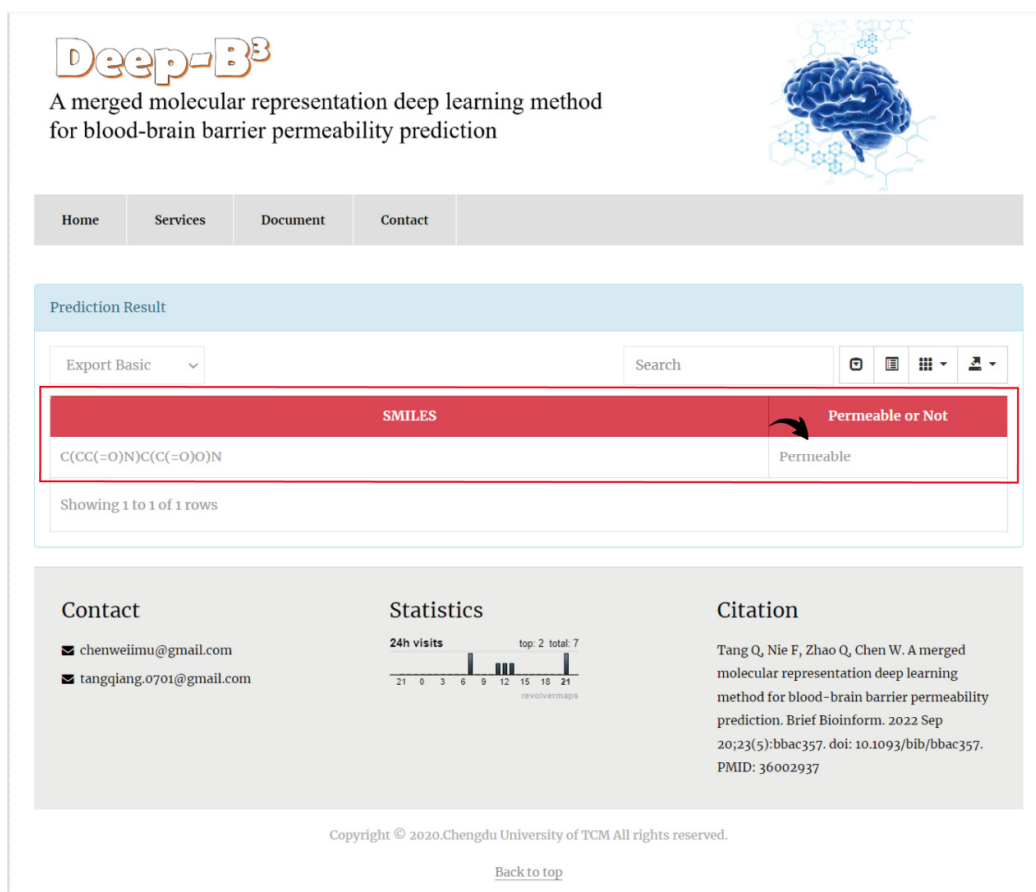 Deep-B³
A merged molecular representation deep learning method
for blood-brain barrier permeability prediction
Home Services Document Contact
Prediction Result
Export Basic Search
SMILES Permeable or Not
C(CC(=O)N)C(C(=O)O)N Permeable
Showing 1 to 1 of 1 rows
Contact
chenweiimu@gmail.com
tangqiang.0701@gmail.com
Statistics
24h visits top: 2 total: 7
21 0 3 6 9 12 15 18 21
revolvermaps
Citation
Tang Q, Nie F, Zhao Q, Chen W. A merged
molecular representation deep learning
method for blood-brain barrier permeability
prediction. Brief Bioinform. 2022 Sep
20;23(5):bbac357. doi: 10.1093/bib/bbac357.
PMID: 36002937
Copyright © 2020.Chengdu University of TCM All rights reserved.
Back to top